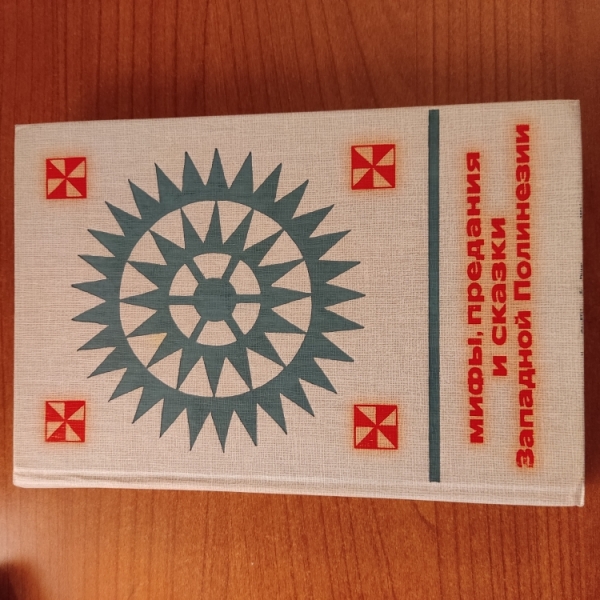 мифы, предания
и сказки
Западной Полинезии